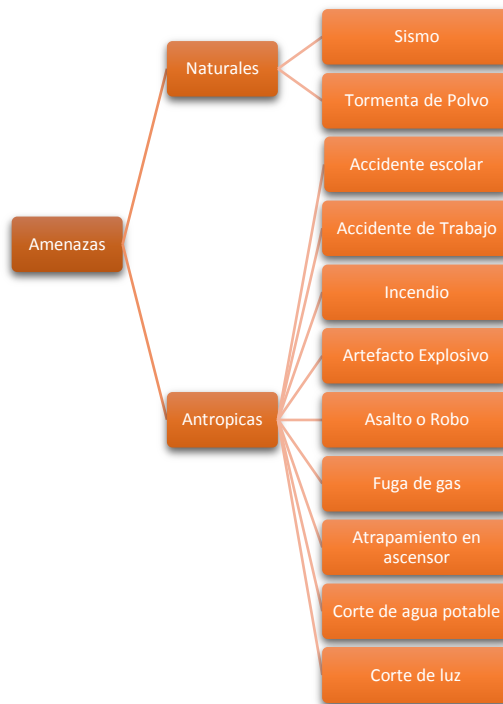 Amenazas
Naturales
Sismo
Tormenta de Polvo
Antropicas
Accidente escolar
Accidente de Trabajo
Incendio
Artefacto Explosivo
Asalto o Robo
Fuga de gas
Atrapamiento en
ascensor
Corte de agua potable
Corte de luz